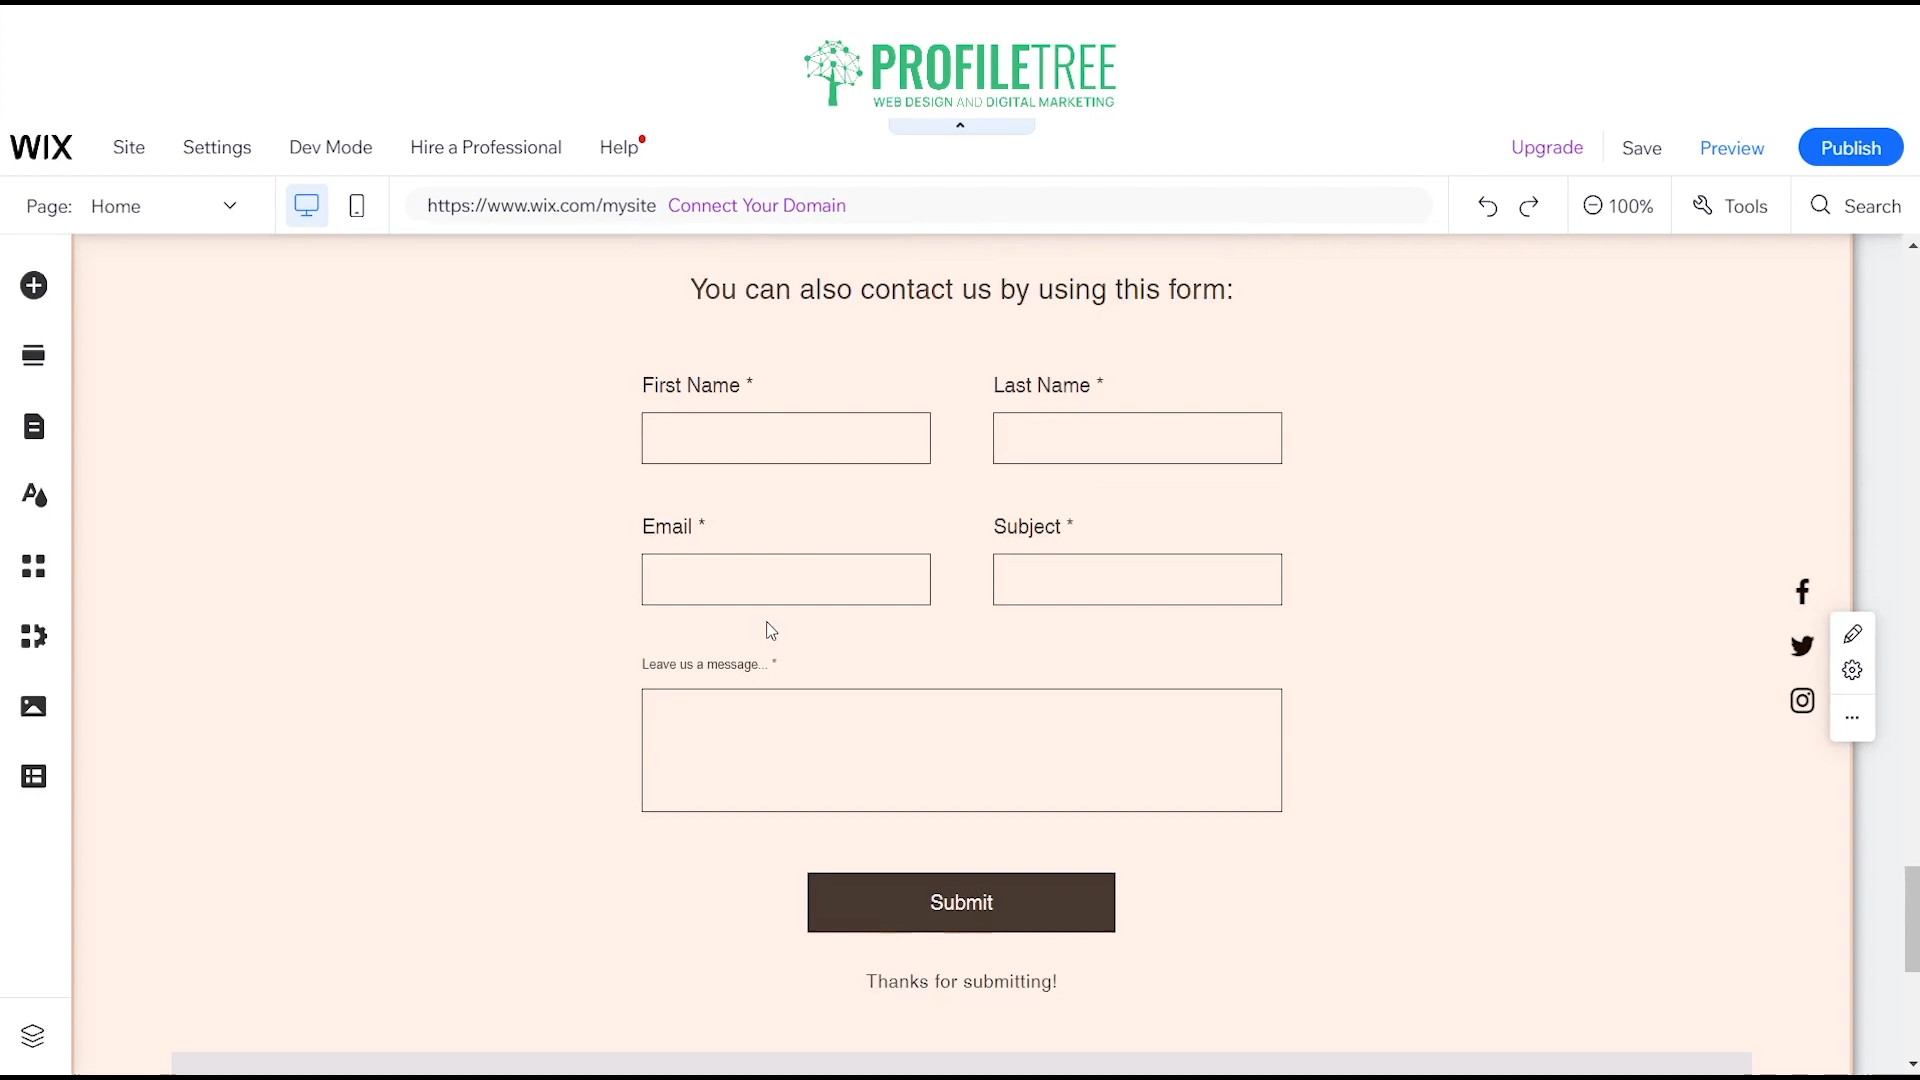 PROFILETREE
WEB DESIGN AND DIGITAL MARKETING
WIX Site Settings Dev Mode Hire a Professional Help Upgrade Save Preview Publish
Page: Home https://www.wix.com/mysite Connect Your Domain 100% Tools Search
You can also contact us by using this form:
First Name * Last Name *
Email * Subject *
Leave us a message... *
Submit
Thanks for submitting!